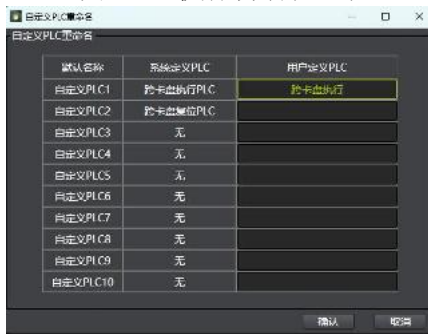 自定义PLC重命名
自定义PLC重命名
默认名称 系统定义PLC 用户定义PLC
自定义PLC1 跨卡盘执行PLC 跨卡盘执行
自定义PLC2 跨卡盘复位PLC
自定义PLC3 无
自定义PLC4 无
自定义PLC5 无
自定义PLC6 无
自定义PLC7 无
自定义PLC8 无
自定义PLC9 无
自定义PLC10 无
确认 取消